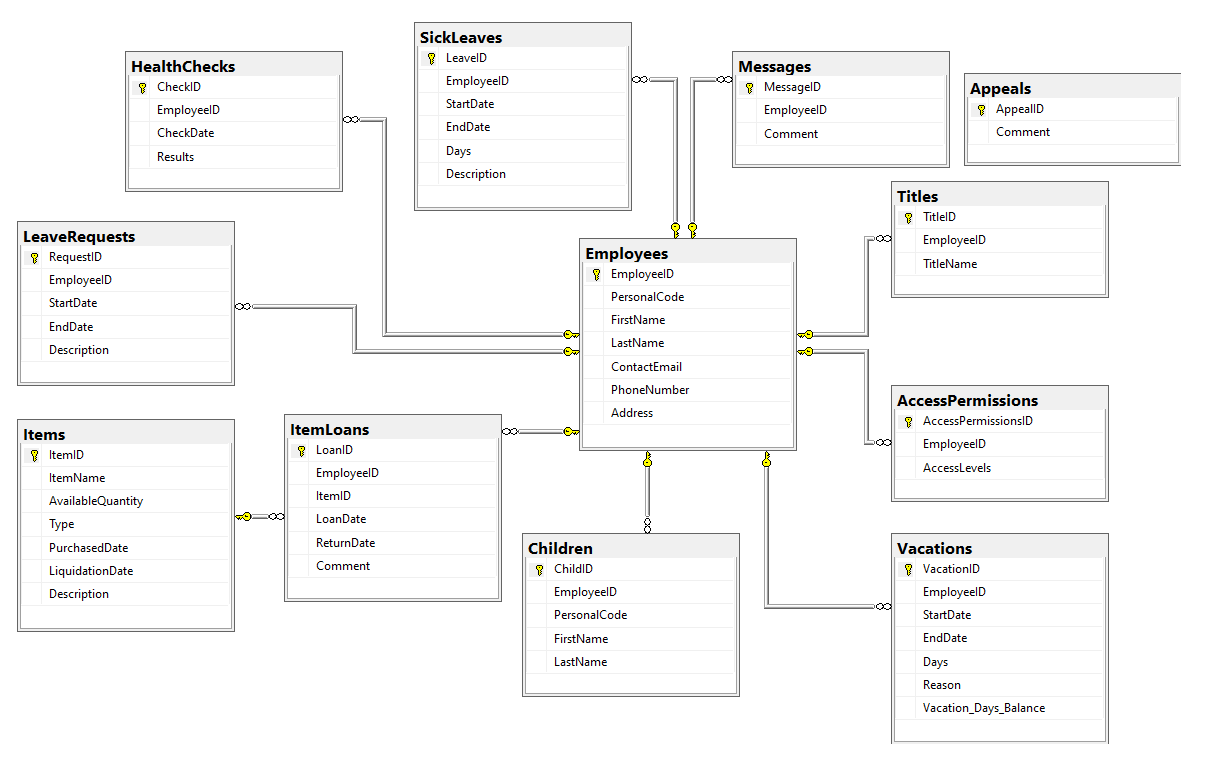 SickLeaves
LeaveID
EmployeeID
StartDate
EndDate
Days
Description
HealthChecks
CheckID
EmployeeID
CheckDate
Results
Messages
MessageID
EmployeeID
Comment
Appeals
AppealID
Comment
Titles
TitleID
EmployeeID
TitleName
LeaveRequests
RequestID
EmployeeID
StartDate
EndDate
Description
Employees
EmployeeID
PersonalCode
FirstName
LastName
ContactEmail
PhoneNumber
Address
AccessPermissions
AccessPermissionsID
EmployeeID
AccessLevels
Items
ItemID
ItemName
AvailableQuantity
Type
PurchasedDate
LiquidationDate
Description
ItemLoans
LoanID
EmployeeID
ItemID
LoanDate
ReturnDate
Comment
Children
ChildID
EmployeeID
PersonalCode
FirstName
LastName
Vacations
VacationID
EmployeeID
StartDate
EndDate
Days
Reason
Vacation_Days_Balance